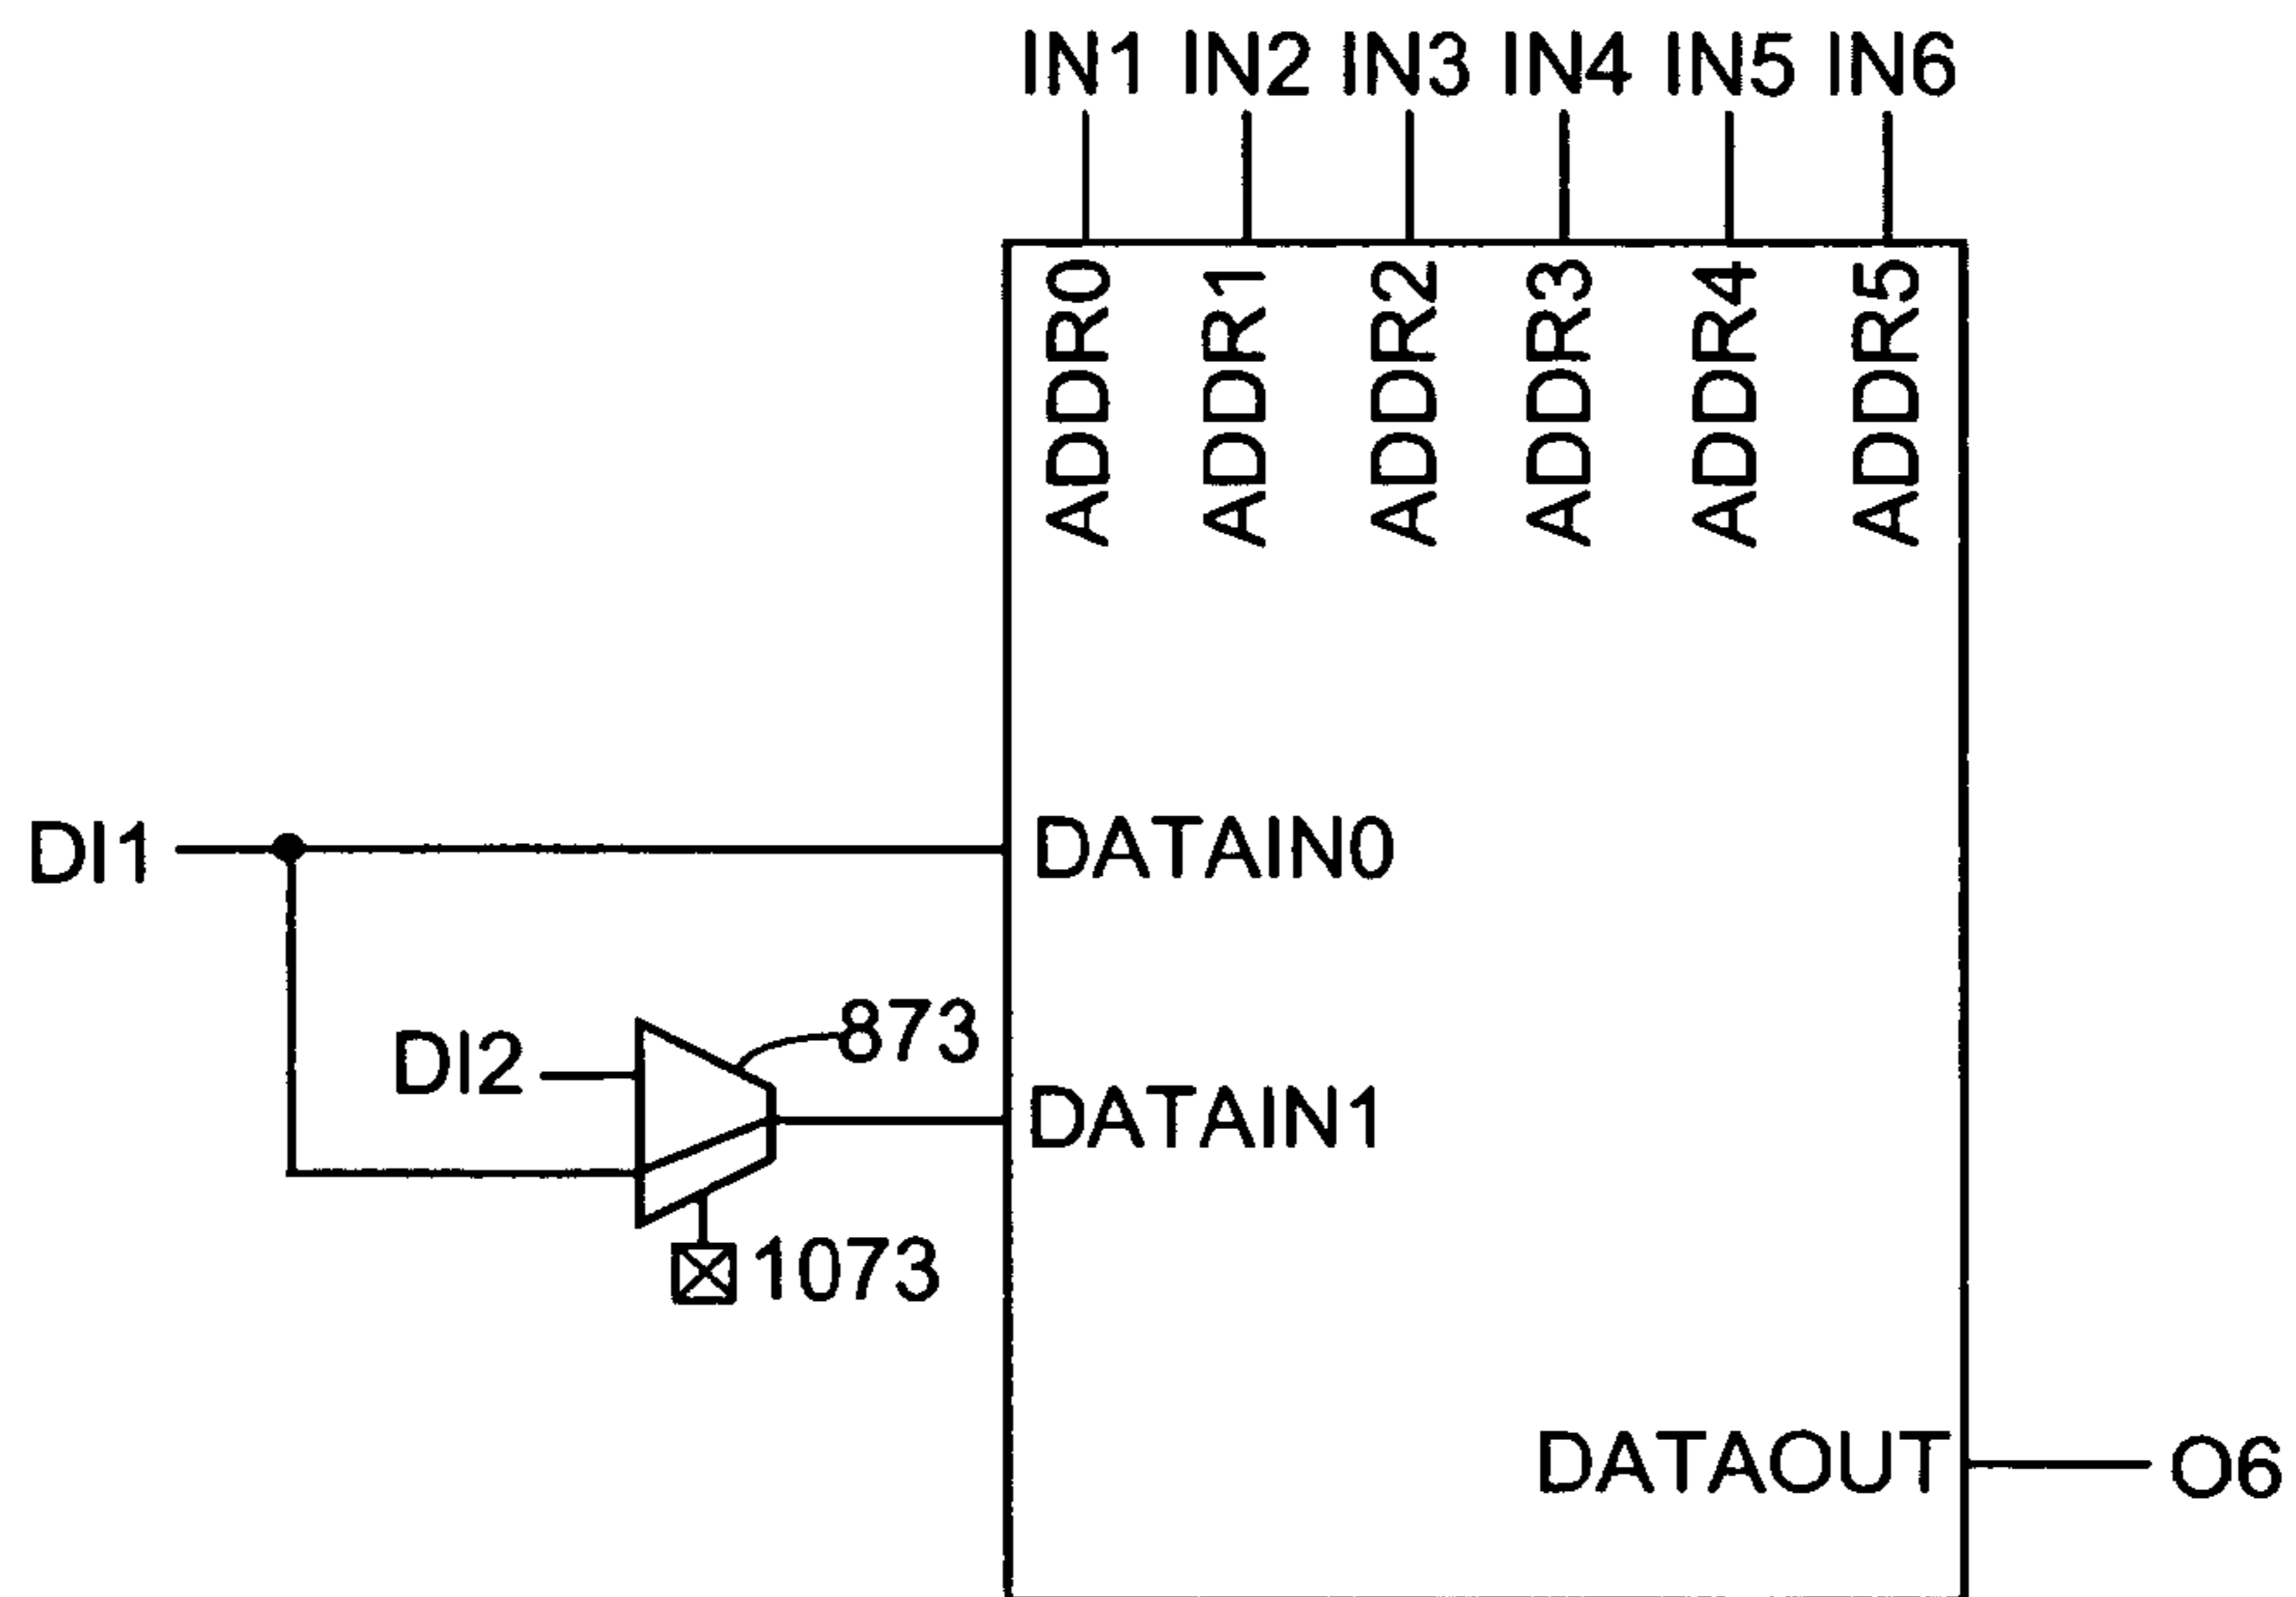 IN1 IN2 IN3 IN4 IN5 IN6
ADDR0
ADDR1
ADDR2
ADDR3
ADDR4
ADDR5
DI1
DATAIN0
873
DI2
DATAIN1
1073
DATAOUT
O6